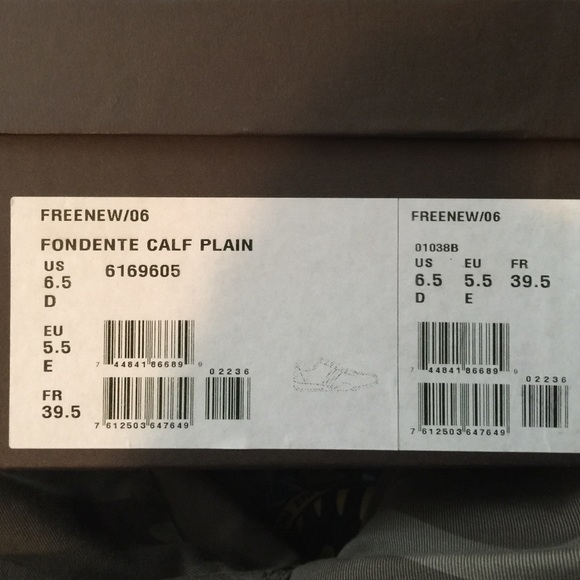 FREENEW/06
FONDENTE CALF PLAIN
US
6169605
6.5
D
EU
5.5
E
7 44841 86689 9
02236
FR
39.5
7 612503 647649
FREENEW/06
01038B
US EU FR
6.5 5.5 39.5
D E
7 44841 86689 9
02236
7 612503 647649